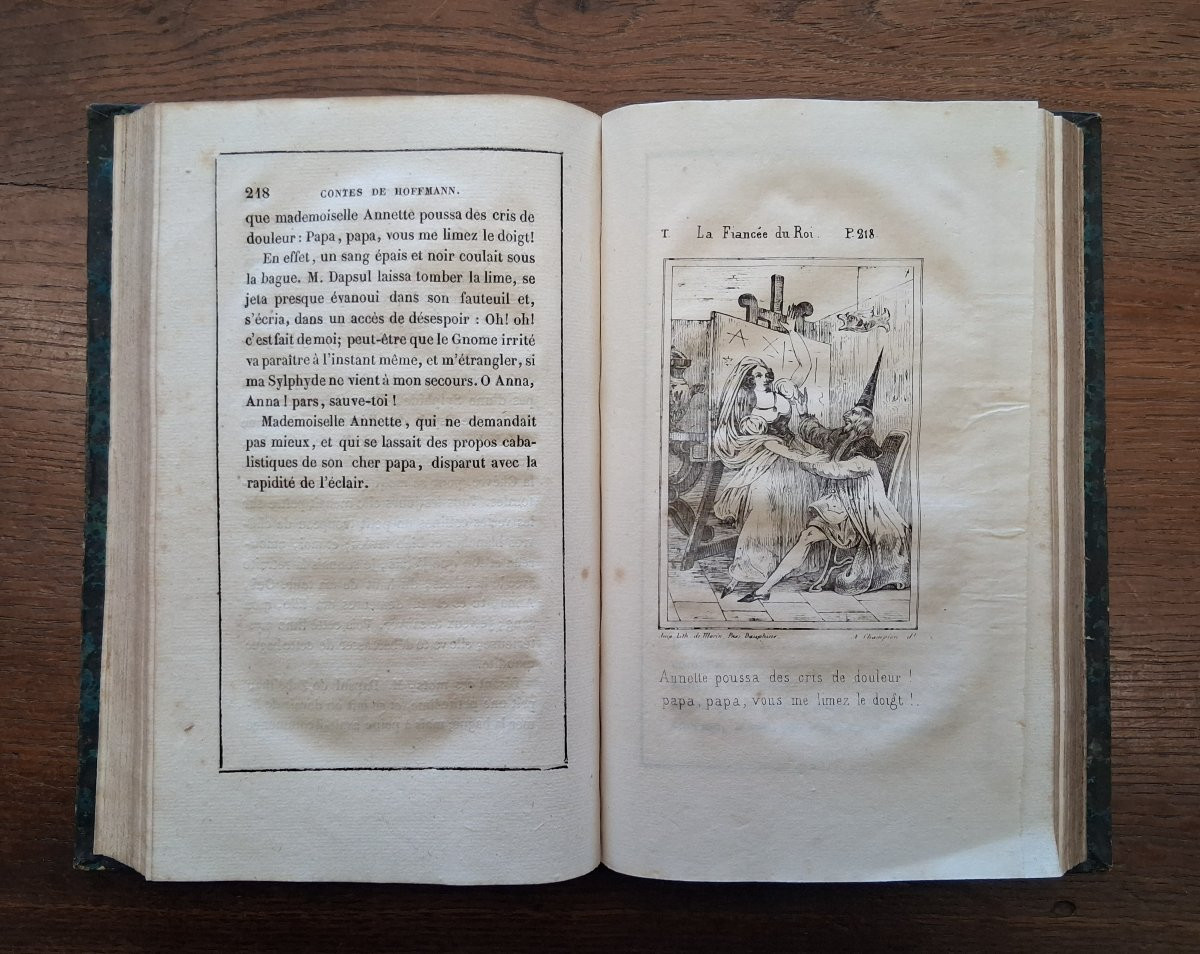 218 CONTES DE HOFFMANN.
que mademoiselle Annette poussa des cris de
douleur : Papa, papa, vous me limez le doigt!
En effet, un sang épais et noir coulait sous
la bague. M. Dapsul laissa tomber la lime, se
jeta presque évanoui dans son fauteuil et,
s'écria, dans un accès de désespoir : Oh! oh!
c'est fait de moi; peut-être que le Gnome irrité
va paraître à l'instant même, et m'étrangler, si
ma Sylphyde ne vient à mon secours. O Anna,
Anna! pars, sauve-toi !
Mademoiselle Annette, qui ne demandait
pas mieux, et qui se lassait des propos caba-
listiques de son cher papa, disparut avec la
rapidité de l'éclair.
T. La Fiancée du Roi. P. 218.
A X
Lith. de Marin Dauphine A Champion
Annette poussa des cris de douleur !
papa, papa, vous me limez le doigt !.